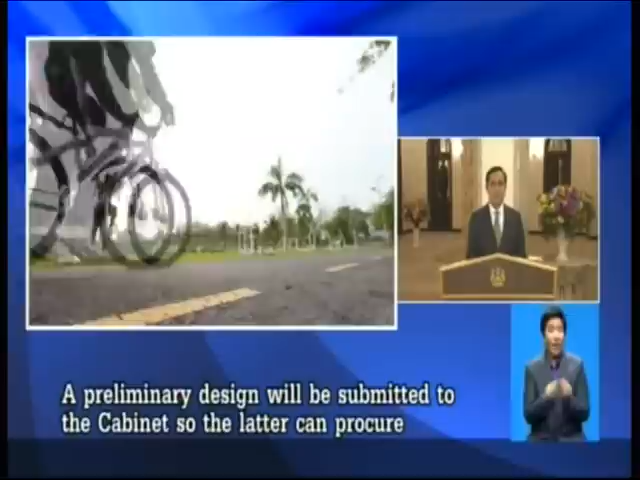 A preliminary design will be submitted to
the Cabinet so the latter can procure